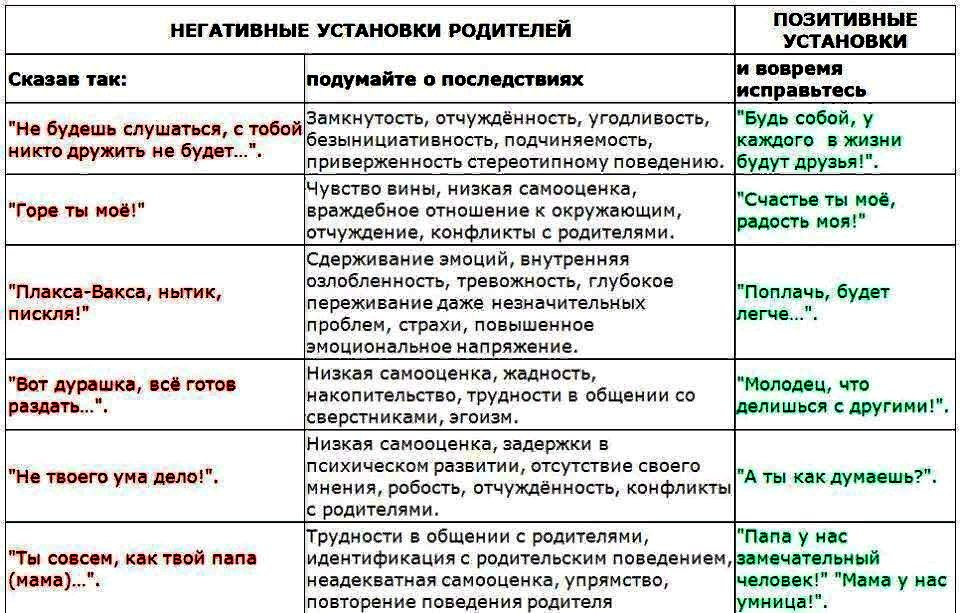 НЕГАТИВНЫЕ УСТАНОВКИ РОДИТЕЛЕЙ
ПОЗИТИВНЫЕ
УСТАНОВКИ
Сказав так:
подумайте о последствиях
и вовремя
исправьтесь
"Не будешь слушаться, с тобой
никто дружить не будет…".
Замкнутость, отчуждённость, угодливость,
безынициативность, подчиняемость,
приверженность стереотипному поведению.
"Будь собой, у
каждого в жизни
будут друзья!".
"Горе ты моё!"
Чувство вины, низкая самооценка,
враждебное отношение к окружающим,
отчуждение, конфликты с родителями.
"Счастье ты моё,
радость моя!"
"Плакса-Вакса, нытик,
пискля!"
Сдерживание эмоций, внутренняя
озлобленность, тревожность, глубокое
переживание даже незначительных
проблем, страхи, повышенное
эмоциональное напряжение.
"Поплачь, будет
легче…".
"Вот дурашка, всё готов
раздать…".
Низкая самооценка, жадность,
накопительство, трудности в общении со
сверстниками, эгоизм.
"Молодец, что
делишься с другими!".
"Не твоего ума дело!".
Низкая самооценка, задержки в
психическом развитии, отсутствие своего
мнения, робость, отчуждённость, конфликты
с родителями.
"А ты как думаешь?".
"Ты совсем, как твой папа
(мама)…".
Трудности в общении с родителями,
идентификация с родительским поведением,
неадекватная самооценка, упрямство,
повторение поведения родителя
"Папа у нас
замечательный
человек!" "Мама у нас
умница!".